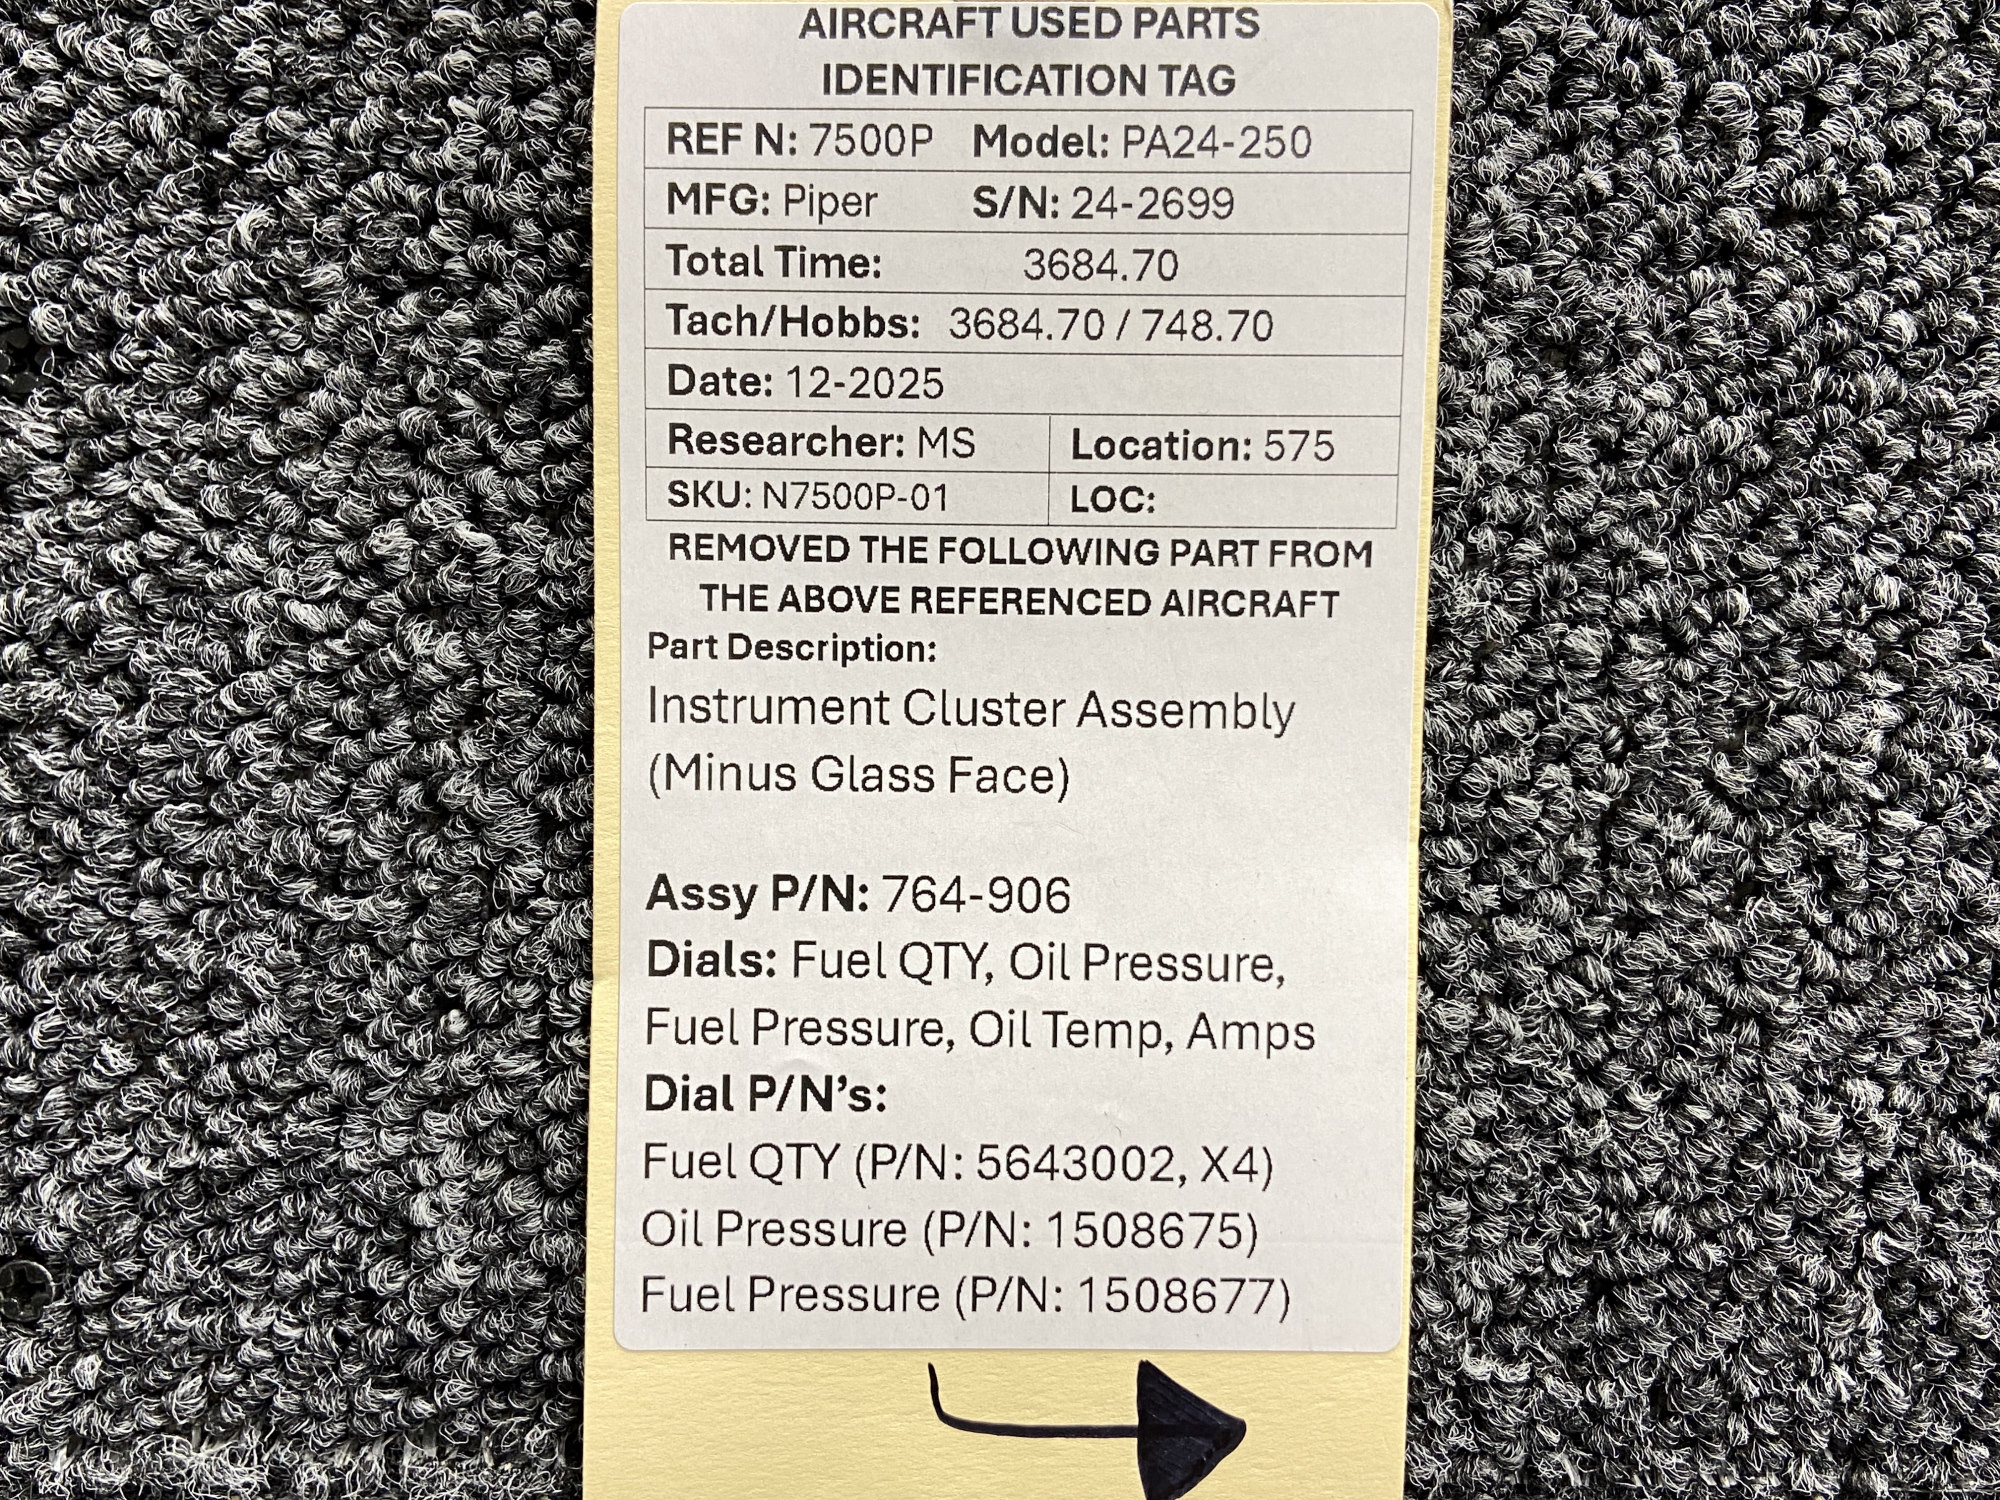 AIRCRAFT USED PARTS
IDENTIFICATION TAG
REF N: 7500P Model: PA24-250
MFG: Piper S/N: 24-2699
Total Time: 3684.70
Tach/Hobbs: 3684.70 / 748.70
Date: 12-2025
Researcher: MS Location: 575
SKU: N7500P-01 LOC:
REMOVED THE FOLLOWING PART FROM
THE ABOVE REFERENCED AIRCRAFT
Part Description:
Instrument Cluster Assembly
(Minus Glass Face)
Assy P/N: 764-906
Dials: Fuel QTY, Oil Pressure,
Fuel Pressure, Oil Temp, Amps
Dial P/N's:
Fuel QTY (P/N: 5643002, X4)
Oil Pressure (P/N: 1508675)
Fuel Pressure (P/N: 1508677)